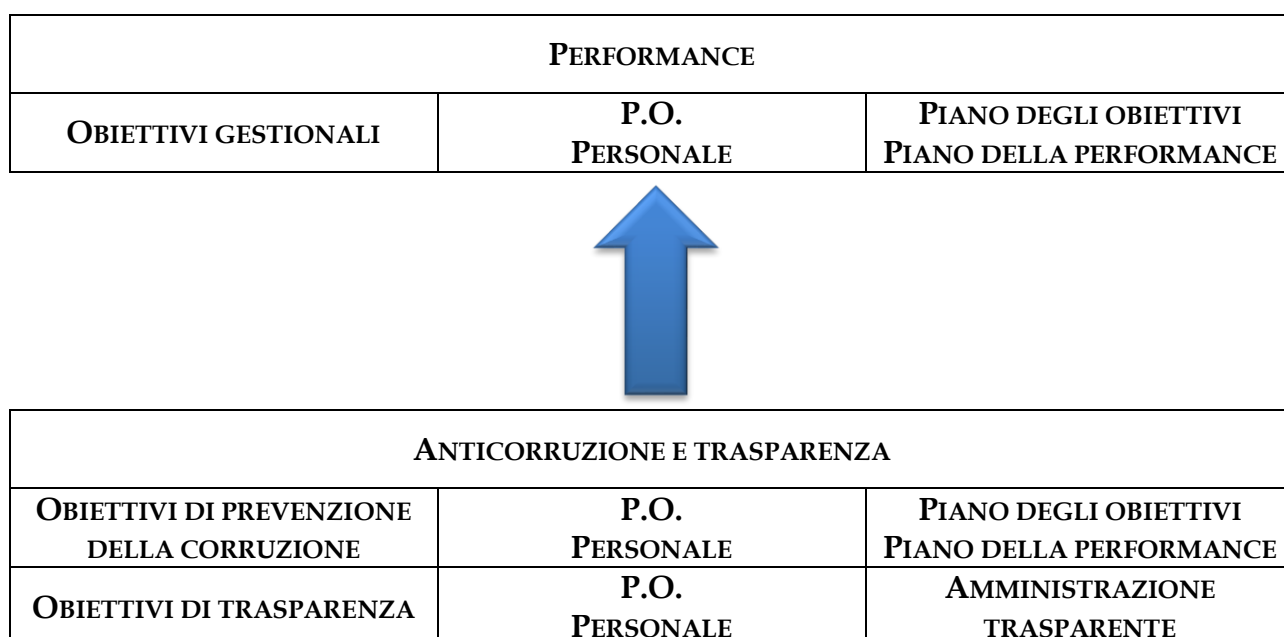 PERFORMANCE
OBIETTIVI GESTIONALI
P.O.
PERSONALE
PIANO DEGLI OBIETTIVI
PIANO DELLA PERFORMANCE
ANTICORRUZIONE E TRASPARENZA
OBIETTIVI DI PREVENZIONE
DELLA CORRUZIONE
P.O.
PERSONALE
PIANO DEGLI OBIETTIVI
PIANO DELLA PERFORMANCE
OBIETTIVI DI TRASPARENZA
P.O.
PERSONALE
AMMINISTRAZIONE
TRASPARENTE